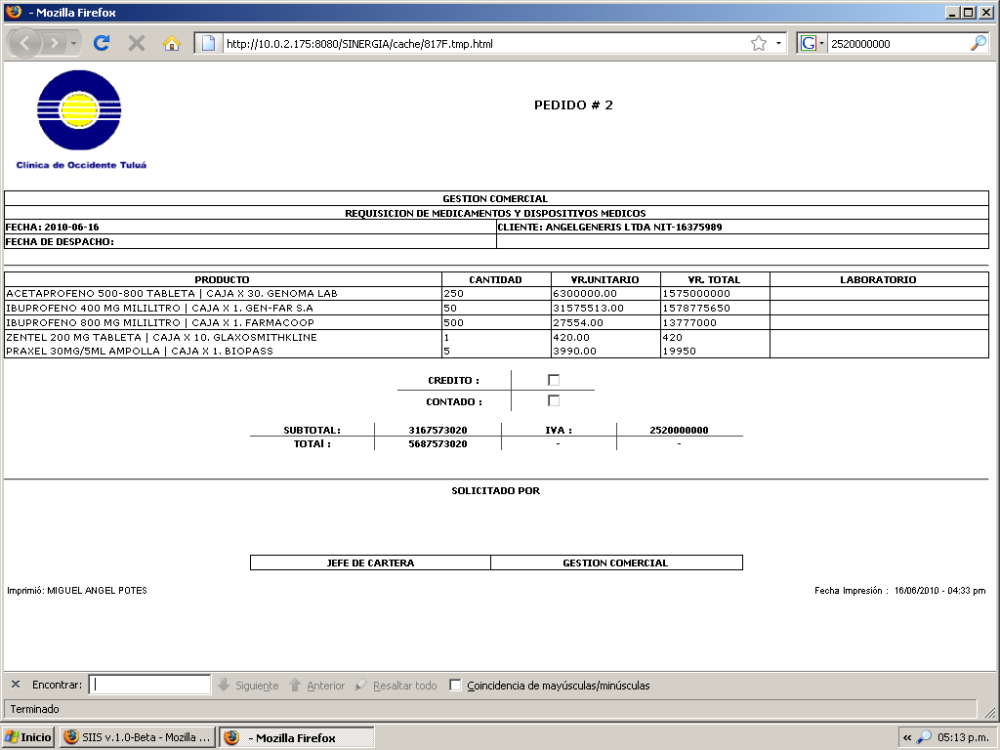 - Mozilla Firefox
http://10.0.2.175:8080/SINERGIA/cache/817F.tmp.html
G
2520000000
PEDIDO # 2
Clínica de Occidente Tuluá
GESTION COMERCIAL
REQUISICION DE MEDICAMENTOS Y DISPOSITIVOS MEDICOS
FECHA: 2010-06-16 CLIENTE: ANGELGENERIS LTDA NIT-16375989
FECHA DE DESPACHO:
PRODUCTO CANTIDAD VR.UNITARIO VR. TOTAL LABORATORIO
ACETAPROFENO 500-800 TABLETA | CAJA X 30. GENOMA LAB 250 6300000.00 1575000000
IBUPROFENO 400 MG MILILITRO | CAJA X 1. GEN-FAR S.A 50 31575513.00 1578775650
IBUPROFENO 800 MG MILILITRO | CAJA X 1. FARMACOOP 500 27554.00 13777000
ZENTEL 200 MG TABLETA | CAJA X 10. GLAXOSMITHKLINE 1 420.00 420
PRAXEL 30MG/5ML AMPOLLA | CAJA X 1. BIOPASS 5 3990.00 19950
CREDITO :
CONTADO :
SUBTOTAL: 3167573020 IVA : 2520000000
TOTAl : 5687573020 - -
SOLICITADO POR
JEFE DE CARTERA GESTION COMERCIAL
Imprimió: MIGUEL ANGEL POTES Fecha Impresión : 16/06/2010 - 04:33 pm
Encontrar: Siguiente Anterior Resaltar todo Coincidencia de mayúsculas/minúsculas
Terminado
Inicio SIIS v.1.0-Beta - Mozilla ... - Mozilla Firefox « 05:13 p.m.